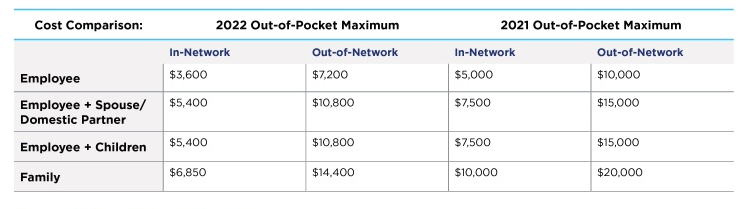 Cost Comparison: 2022 Out-of-Pocket Maximum 2021 Out-of-Pocket Maximum
In-Network Out-of-Network In-Network Out-of-Network
Employee $3,600 $7,200 $5,000 $10,000
Employee + Spouse/ $5,400 $10,800 $7,500 $15,000
Domestic Partner
Employee + Children $5,400 $10,800 $7,500 $15,000
Family $6,850 $14,400 $10,000 $20,000